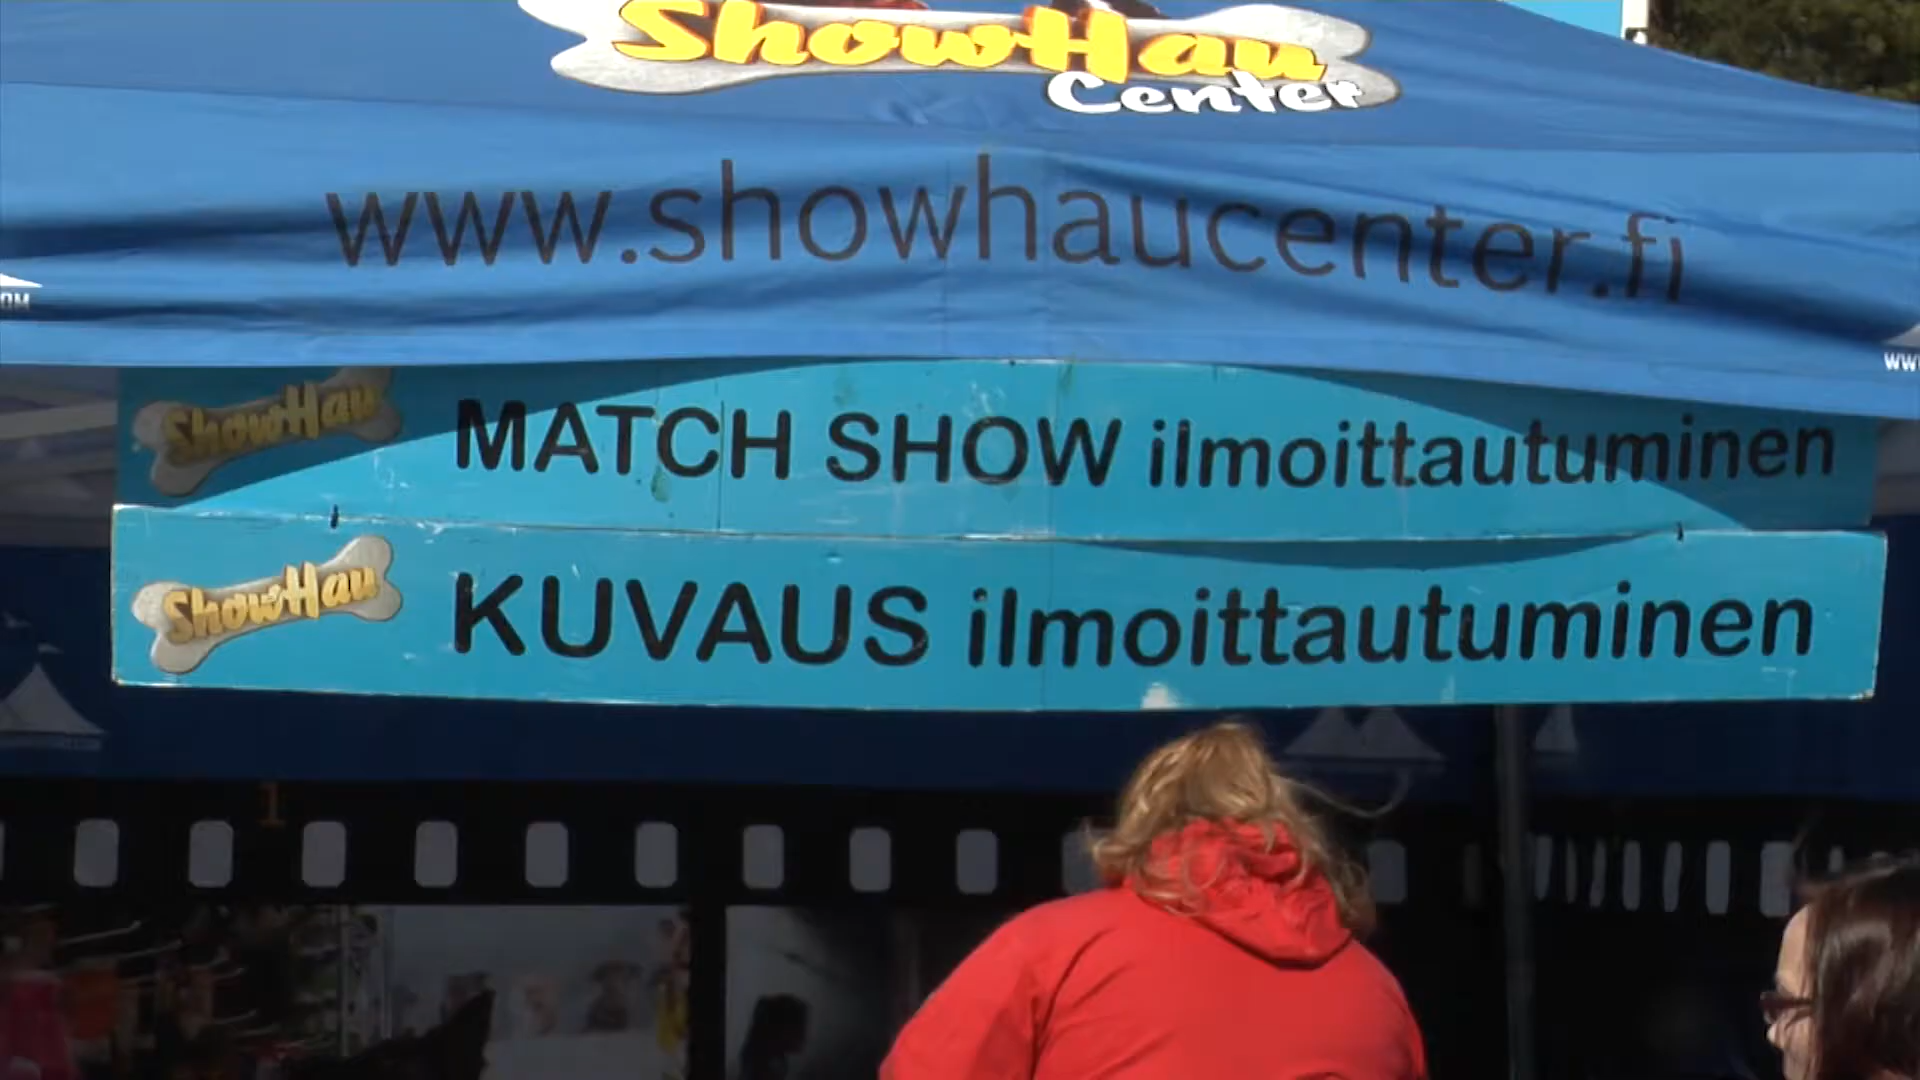 ShowHau
Center
www.showhaucenter.fi
ShowHau
MATCH SHOW ilmoittautuminen
ShowHau
KUVAUS ilmoittautuminen